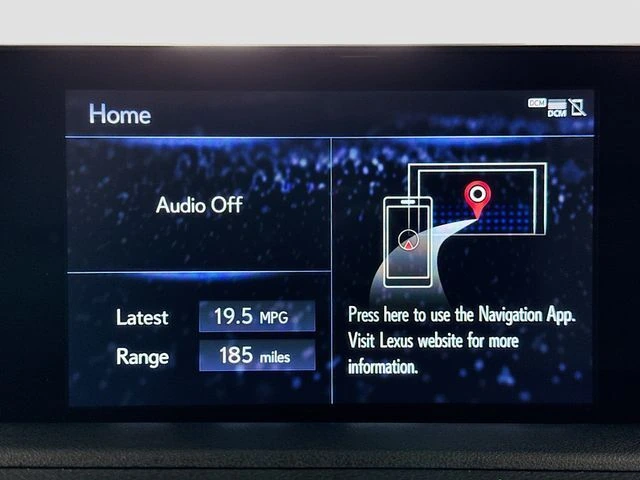 Home
DCM
DCM
Audio Off
Latest 19.5 MPG
Range 185 miles
Press here to use the Navigation App.
Visit Lexus website for more
information.